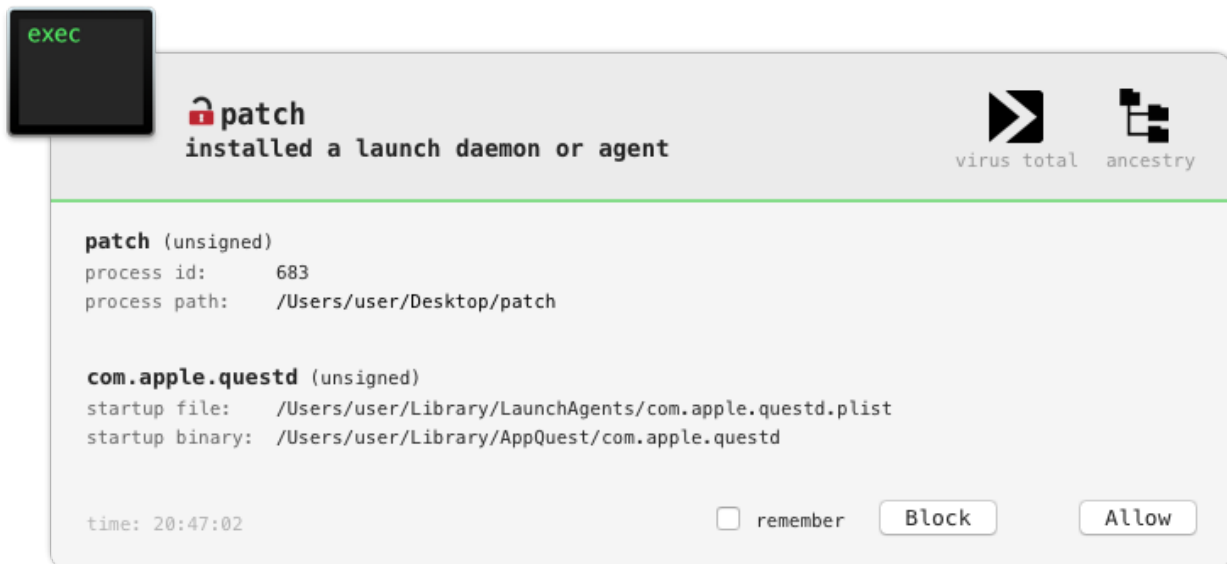 exec
patch
installed a launch daemon or agent
virus total ancestry
patch (unsigned)
process id: 683
process path: /Users/user/Desktop/patch
com.apple.questd (unsigned)
startup file: /Users/user/Library/LaunchAgents/com.apple.questd.plist
startup binary: /Users/user/Library/AppQuest/com.apple.questd
time: 20:47:02 remember Block Allow